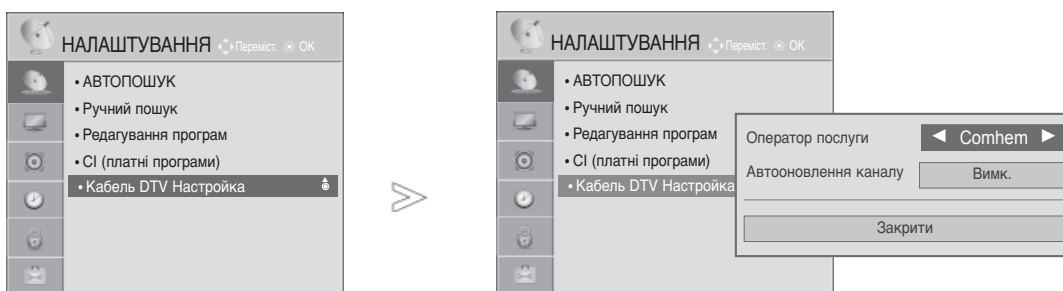 НАЛАШТУВАННЯ Переміст. OK
• АВТОПОШУК
• Ручний пошук
• Редагування програм
• CI (платні програми)
• Кабель DTV Настройка
НАЛАШТУВАННЯ Переміст. OK
• АВТОПОШУК
• Ручний пошук
• Редагування програм
• CI (платні програми)
• Кабель DTV Настройка
Оператор послуги ◄ Comhem ►
Автооновлення каналу Вимк.
Закрити